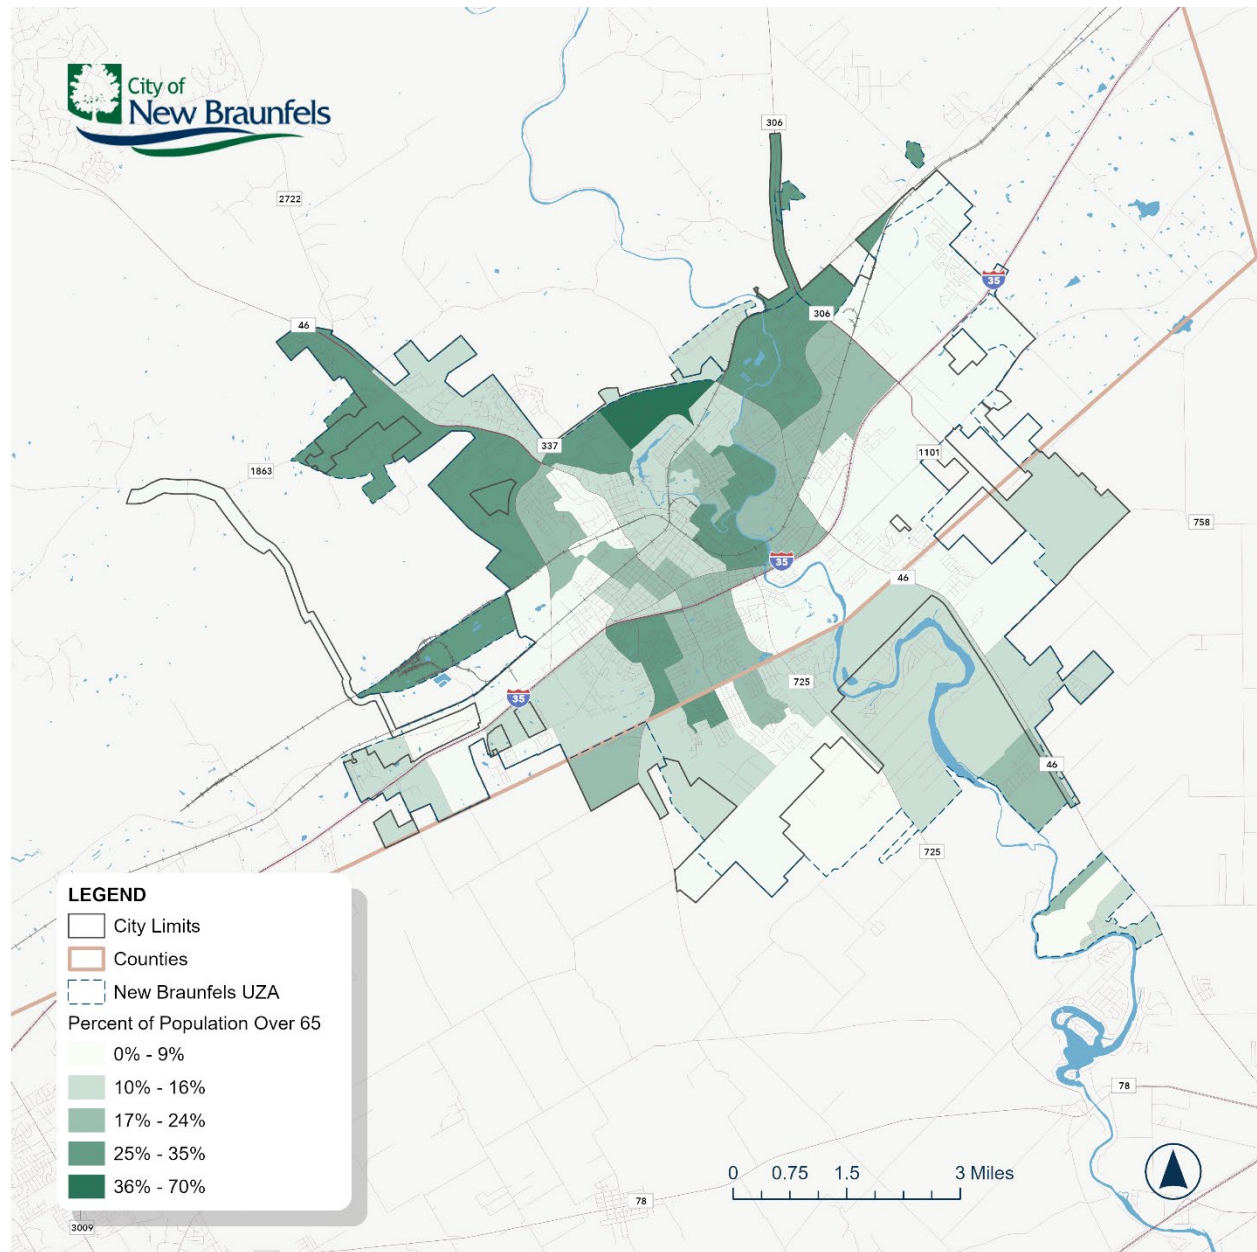 City of
New Braunfels
306
2722
35
46
306
337
1101
1863
758
35
46
725
35
46
725
LEGEND
City Limits
Counties
New Braunfels UZA
Percent of Population Over 65
0% - 9%
10% - 16%
17% - 24%
25% - 35%
36% - 70%
78
0 0.75 1.5 3 Miles
78
3009